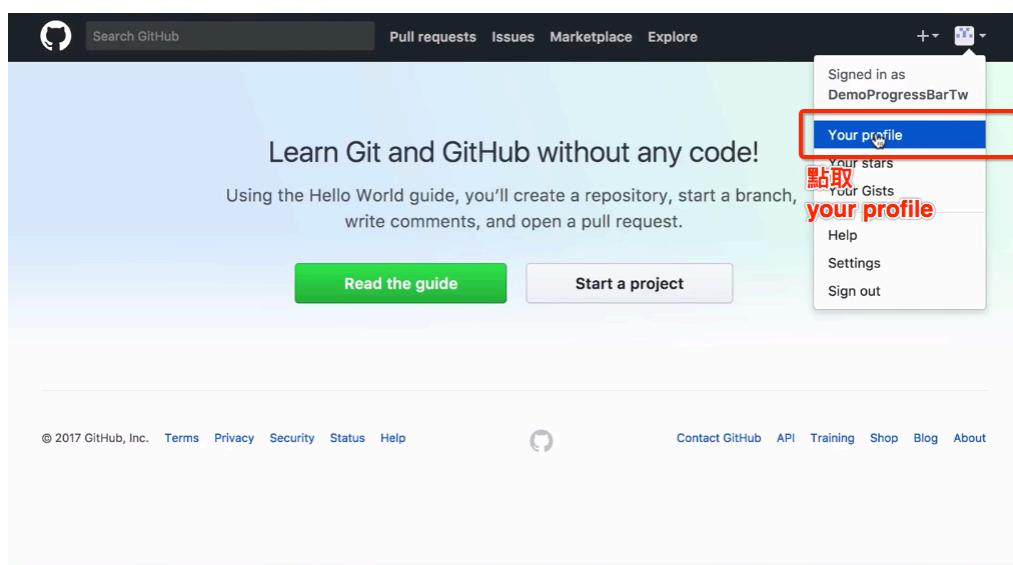 Search GitHub
Pull requests Issues Marketplace Explore
Signed in as
DemoProgressBarTw
Your profile
Your stars
Your Gists
Help
Settings
Sign out
點取
your profile
Learn Git and GitHub without any code!
Using the Hello World guide, you’ll create a repository, start a branch,
write comments, and open a pull request.
Read the guide Start a project
© 2017 GitHub, Inc. Terms Privacy Security Status Help Contact GitHub API Training Shop Blog About